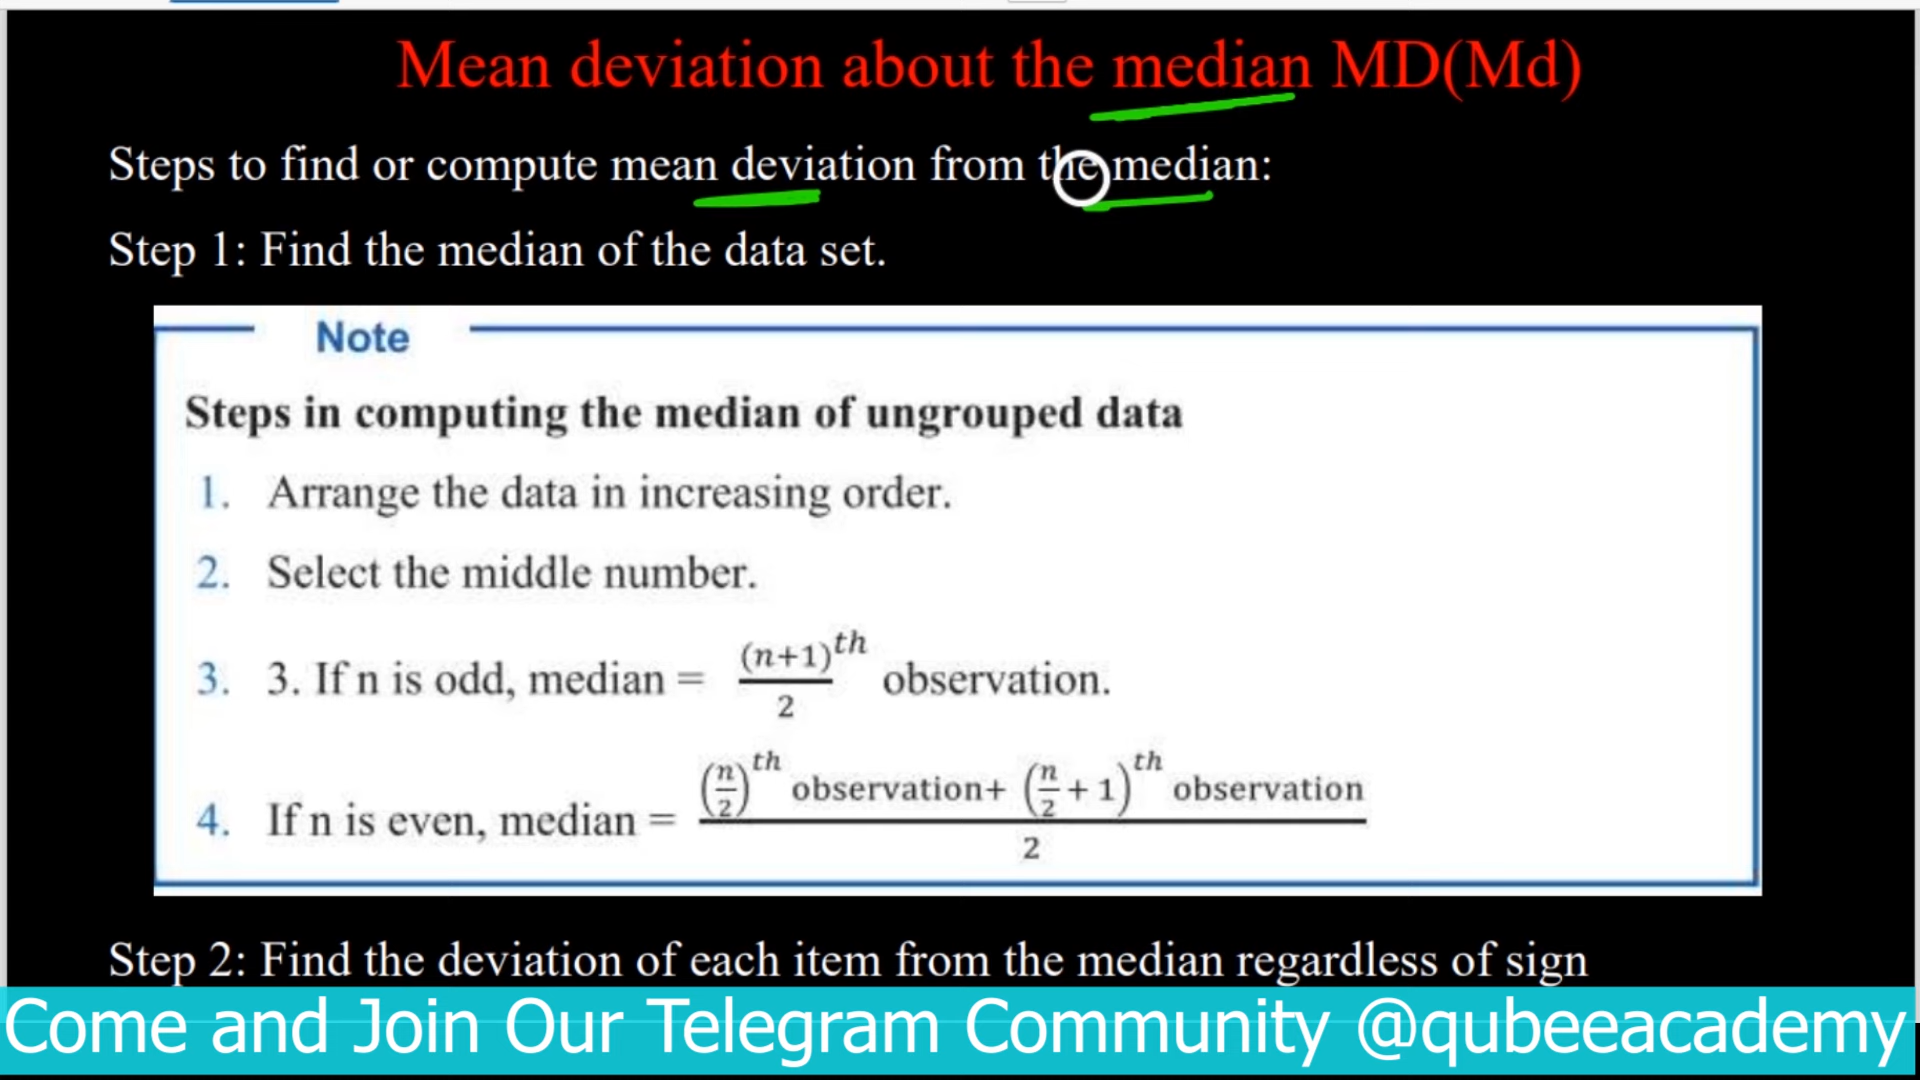 Mean deviation about the median MD(Md)
Steps to find or compute mean deviation from the median:
Step 1: Find the median of the data set.
Note
Steps in computing the median of ungrouped data
1. Arrange the data in increasing order.
2. Select the middle number.
3. 3. If n is odd, median = (n+1)^th / 2 observation.
4. If n is even, median = ((n/2)^th observation+ (n/2 + 1)^th observation) / 2
Step 2: Find the deviation of each item from the median regardless of sign
Come and Join Our Telegram Community @qubeeacademy